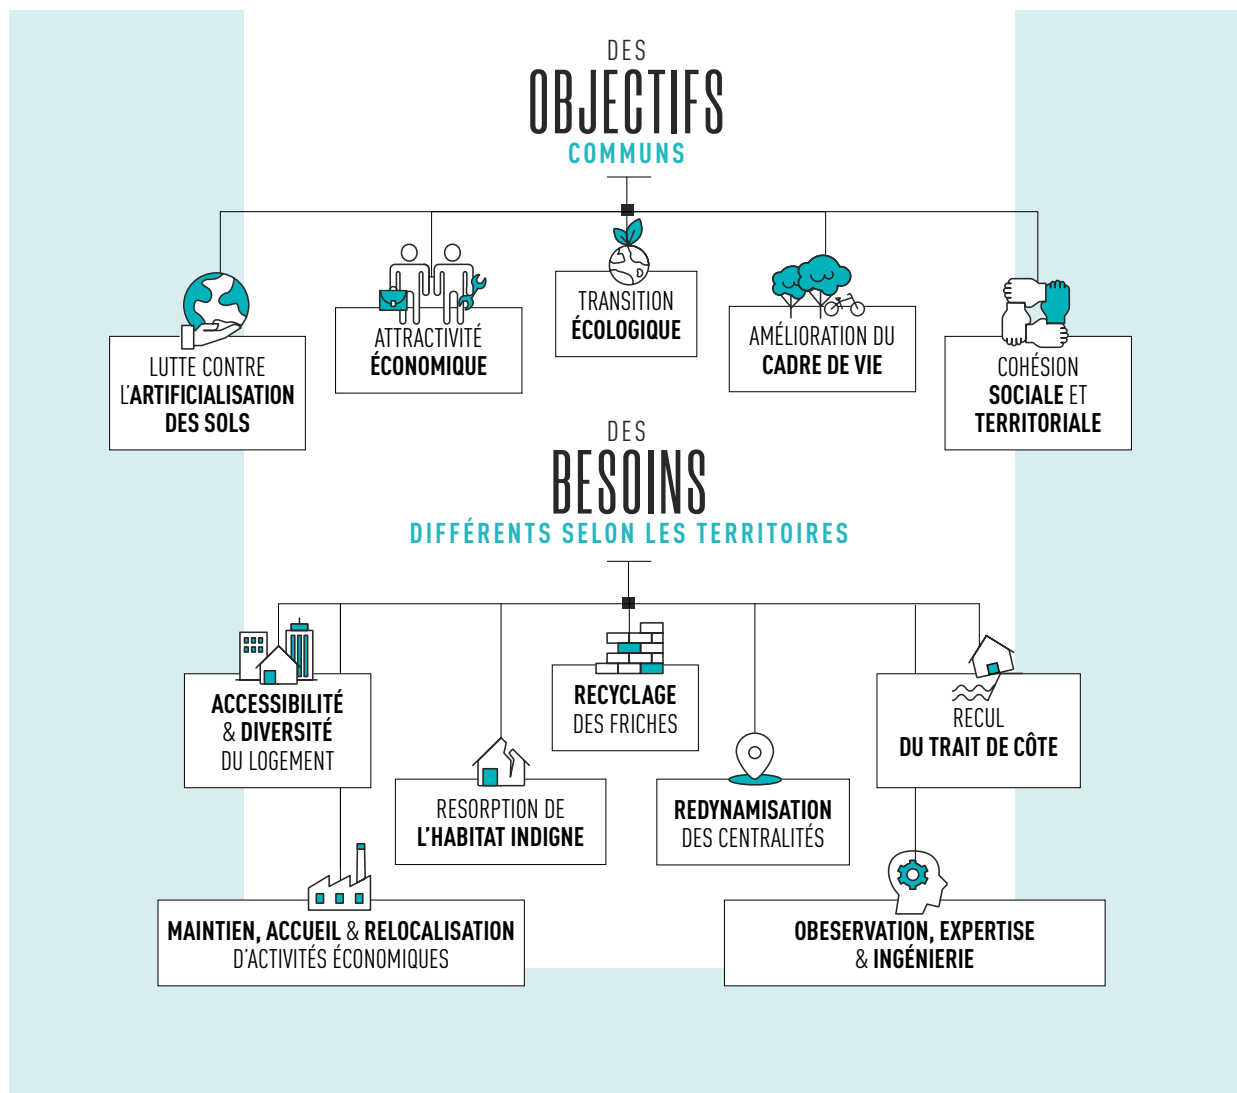 DES
OBJECTIFS
COMMUNS
LUTTE CONTRE
L'ARTIFICIALISATION
DES SOLS
ATTRACTIVITÉ
ÉCONOMIQUE
TRANSITION
ÉCOLOGIQUE
AMÉLIORATION DU
CADRE DE VIE
COHÉSION
SOCIALE ET
TERRITORIALE
DES
BESOINS
DIFFÉRENTS SELON LES TERRITOIRES
ACCESSIBILITÉ
& DIVERSITÉ
DU LOGEMENT
RESORPTION DE
L'HABITAT INDIGNE
RECYCLAGE
DES FRICHES
REDYNAMISATION
DES CENTRALITÉS
RECUL
DU TRAIT DE CÔTE
MAINTIEN, ACCUEIL & RELOCALISATION
D'ACTIVITÉS ÉCONOMIQUES
OBESERVATION, EXPERTISE
& INGÉNIERIE